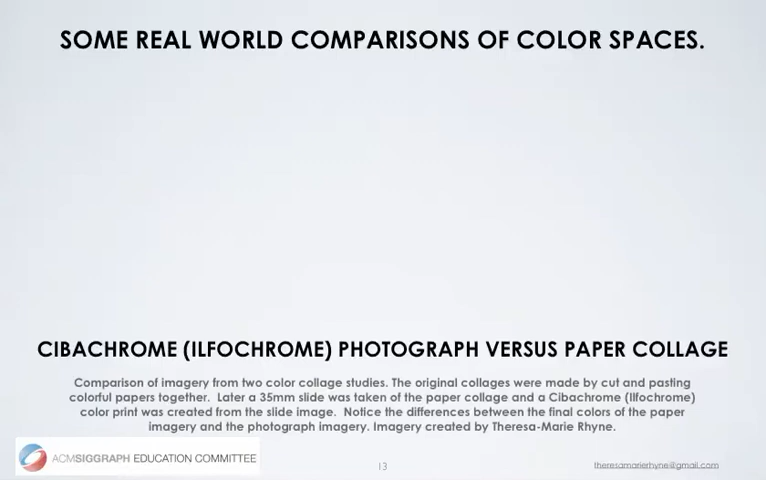 SOME REAL WORLD COMPARISONS OF COLOR SPACES.
CIBACHROME (ILFOCHROME) PHOTOGRAPH VERSUS PAPER COLLAGE
Comparison of imagery from two color collage studies. The original collages were made by cut and pasting
colorful papers together. Later a 35mm slide was taken of the paper collage and a Cibachrome (Ilfochrome)
color print was created from the slide image. Notice the differences between the final colors of the paper
imagery and the photograph imagery. Imagery created by Theresa-Marie Rhyne.
ACMSIGGRAPH EDUCATION COMMITTEE
13
theresamarierhyne@gmail.com